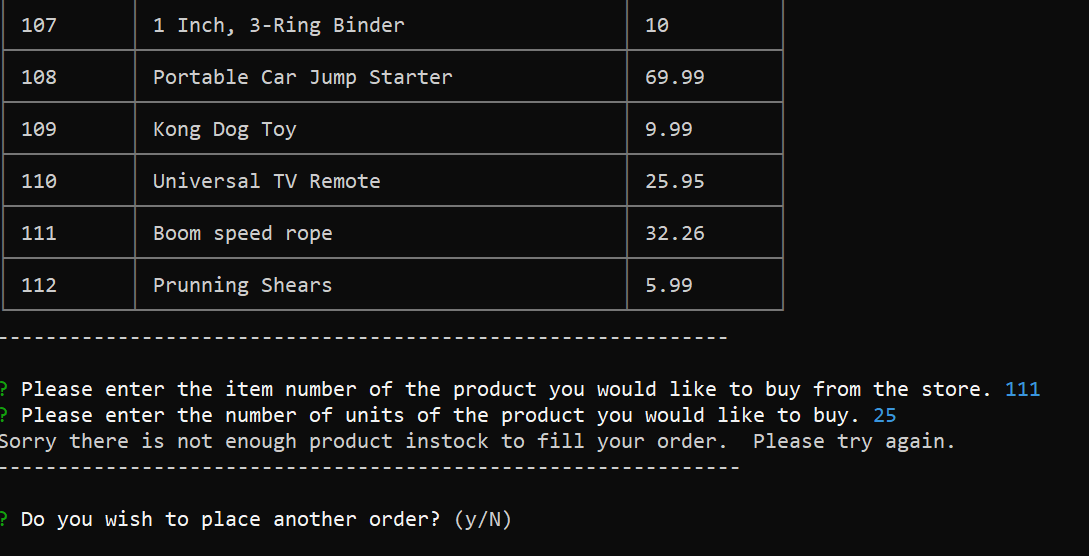 107 1 Inch, 3-Ring Binder 10
108 Portable Car Jump Starter 69.99
109 Kong Dog Toy 9.99
110 Universal TV Remote 25.95
111 Boom speed rope 32.26
112 Prunning Shears 5.99
-------------------------------------------------------------
? Please enter the item number of the product you would like to buy from the store. 111
? Please enter the number of units of the product you would like to buy. 25
Sorry there is not enough product instock to fill your order.  Please try again.
--------------------------------------------------------------
? Do you wish to place another order? (y/N)